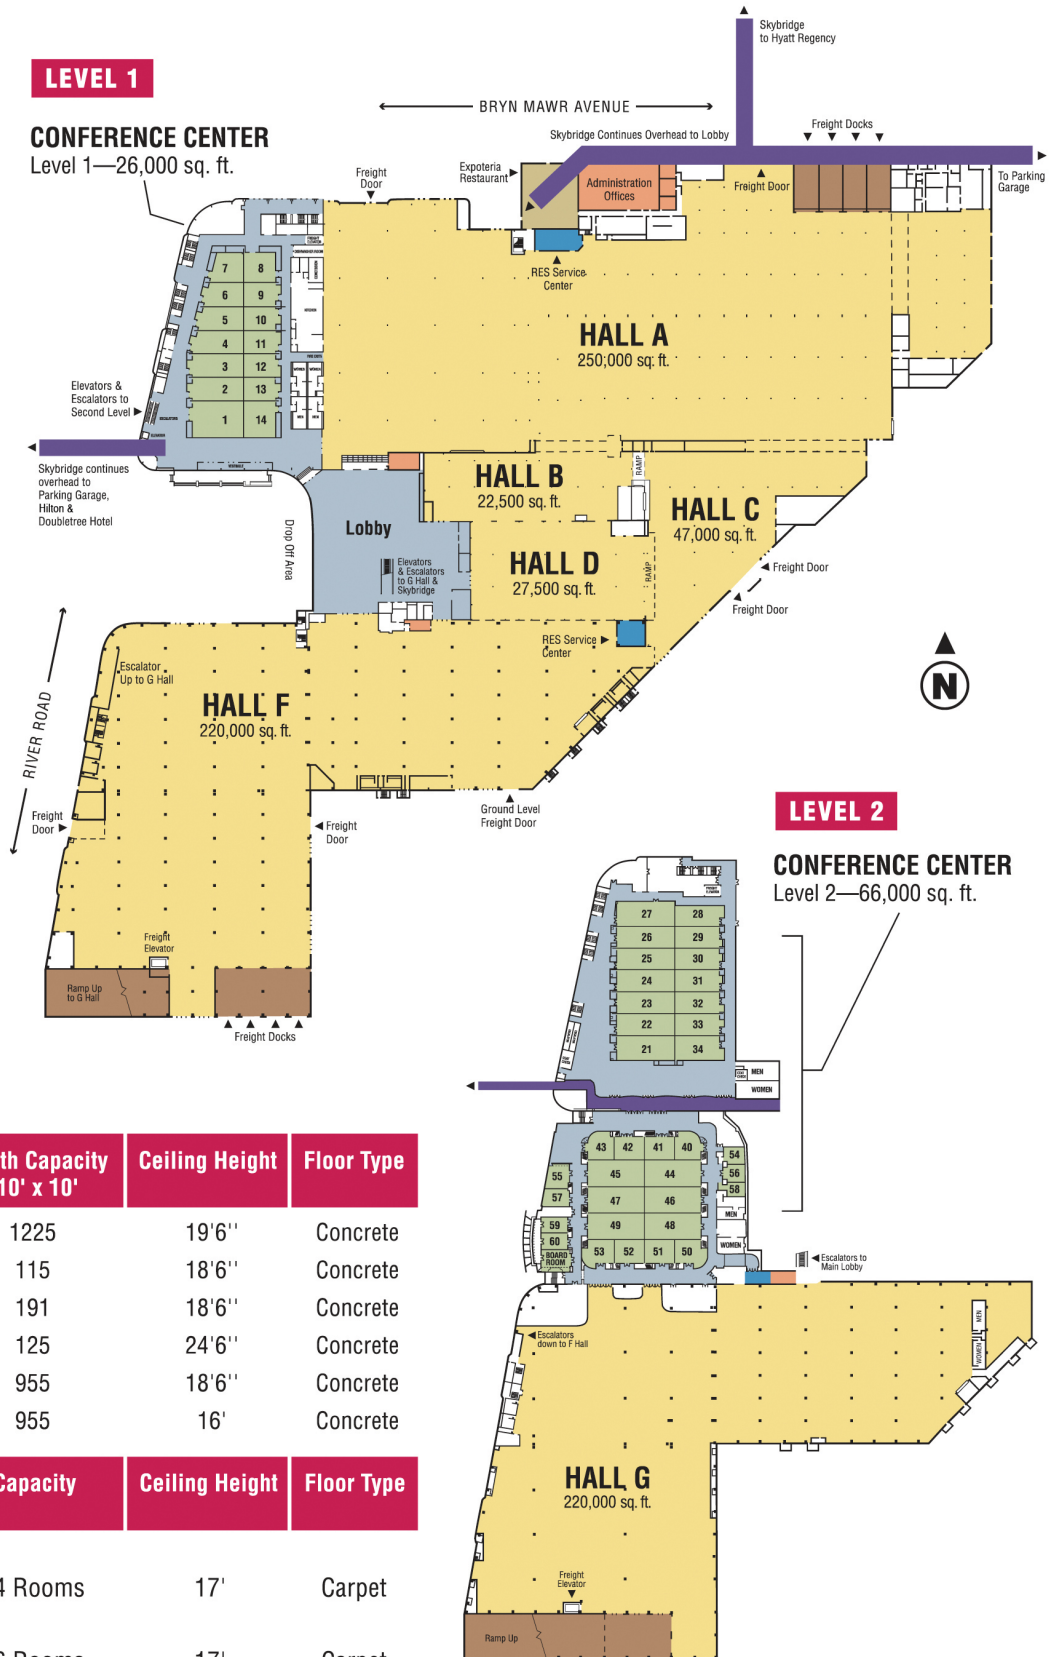 Skybridge
to Hyatt Regency
LEVEL 1
BRYN MAWR AVENUE
CONFERENCE CENTER
Level 1—26,000 sq. ft.
Skybridge Continues Overhead to Lobby
Freight Docks
Expoteria
Restaurant
Freight
Door
Administration
Offices
Freight Door
To Parking
Garage
RES Service
Center
7 8
6 9
5 10
4 11
3 12
2 13
1 14
HALL A
250,000 sq. ft.
Elevators &
Escalators to
Second Level
Skybridge continues
overhead to
Parking Garage,
Hilton &
Doubletree Hotel
Drop Off Area
Lobby
Elevators
& Escalators
to G Hall &
Skybridge
HALL B
22,500 sq. ft.
RAMP
HALL C
47,000 sq. ft.
HALL D
27,500 sq. ft.
RAMP
Freight Door
Freight Door
RES Service
Center
N
RIVER ROAD
Escalator
Up to G Hall
HALL F
220,000 sq. ft.
Freight
Door
Freight
Door
Ground Level
Freight Door
Freight
Elevator
Ramp Up
to G Hall
Freight Docks
LEVEL 2
CONFERENCE CENTER
Level 2—66,000 sq. ft.
27 28
26 29
25 30
24 31
23 32
22 33
21 34
MEN
WOMEN
43 42 41 40
45 44
47 46
49 48
53 52 51 50
55
57
59
60
BOARD
ROOM
54
56
58
MEN
WOMEN
Escalators to
Main Lobby
Escalators
down to F Hall
MEN
WOMEN
HALL G
220,000 sq. ft.
Freight
Elevator
Ramp Up
th Capacity Ceiling Height Floor Type
10' x 10'
1225 19'6'' Concrete
115 18'6'' Concrete
191 18'6'' Concrete
125 24'6'' Concrete
955 18'6'' Concrete
955 16' Concrete
Capacity Ceiling Height Floor Type
4 Rooms 17' Carpet
Rooms 17' Carpet